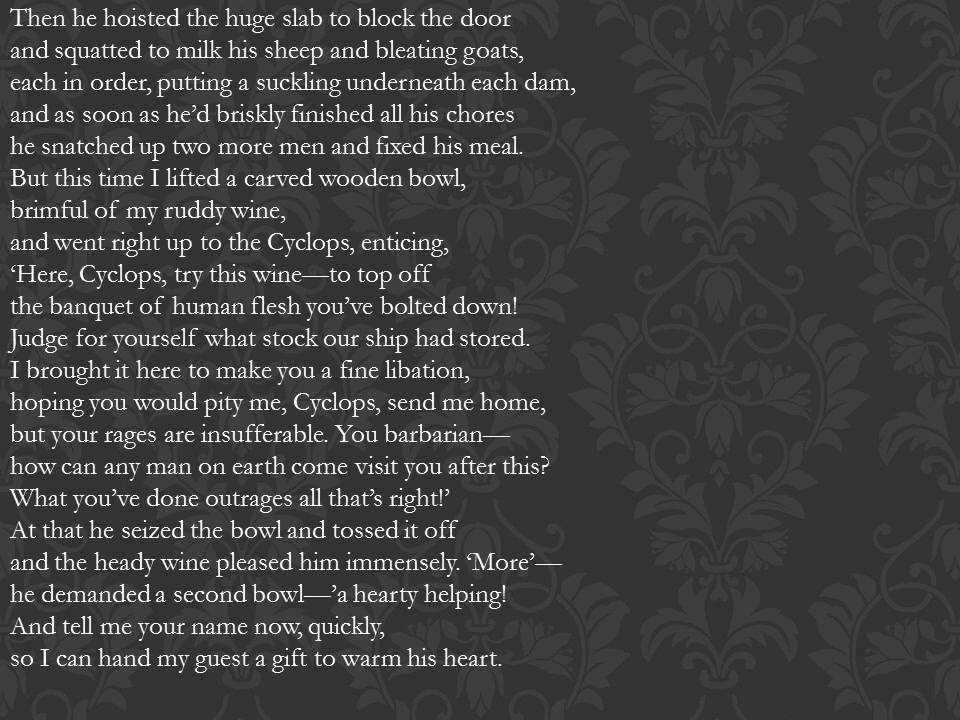 Then he hoisted the huge slab to block the door
and squatted to milk his sheep and bleating goats,
each in order, putting a suckling underneath each dam,
and as soon as he’d briskly finished all his chores
he snatched up two more men and fixed his meal.
But this time I lifted a carved wooden bowl,
brimful of my ruddy wine,
and went right up to the Cyclops, enticing,
‘Here, Cyclops, try this wine—to top off
the banquet of human flesh you’ve bolted down!
Judge for yourself what stock our ship had stored.
I brought it here to make you a fine libation,
hoping you would pity me, Cyclops, send me home,
but your rages are insufferable. You barbarian—
how can any man on earth come visit you after this?
What you’ve done outrages all that’s right!’
At that he seized the bowl and tossed it off
and the heady wine pleased him immensely. ‘More’—
he demanded a second bowl—’a hearty helping!
And tell me your name now, quickly,
so I can hand my guest a gift to warm his heart.